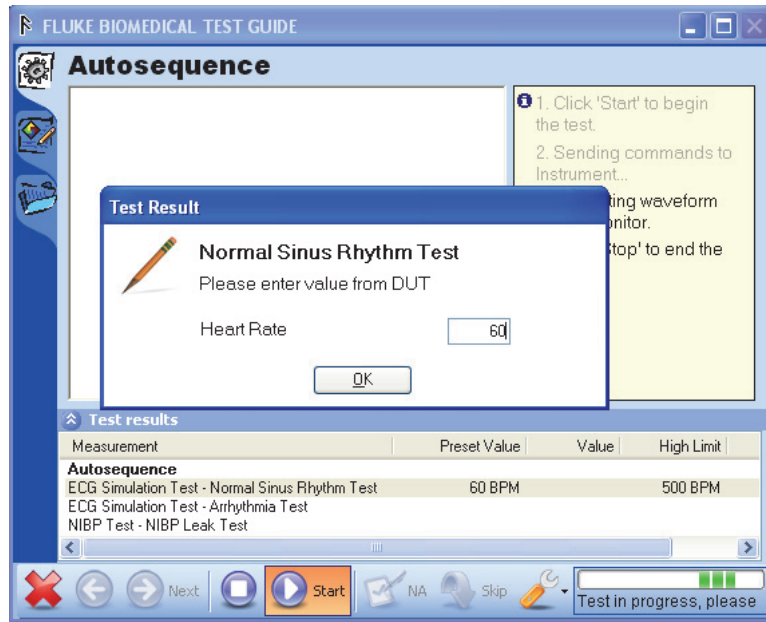 FLUKE BIOMEDICAL TEST GUIDE
Autosequence
1. Click 'Start' to begin
the test.
2. Sending commands to
Instrument...
ting waveform
onitor.
top' to end the
Test Result
Normal Sinus Rhythm Test
Please enter value from DUT
Heart Rate
60
OK
Test results
Measurement Preset Value Value High Limit
Autosequence
ECG Simulation Test - Normal Sinus Rhythm Test 60 BPM 500 BPM
ECG Simulation Test - Arrhythmia Test
NIBP Test - NIBP Leak Test
Next Start NA Skip Test in progress, please